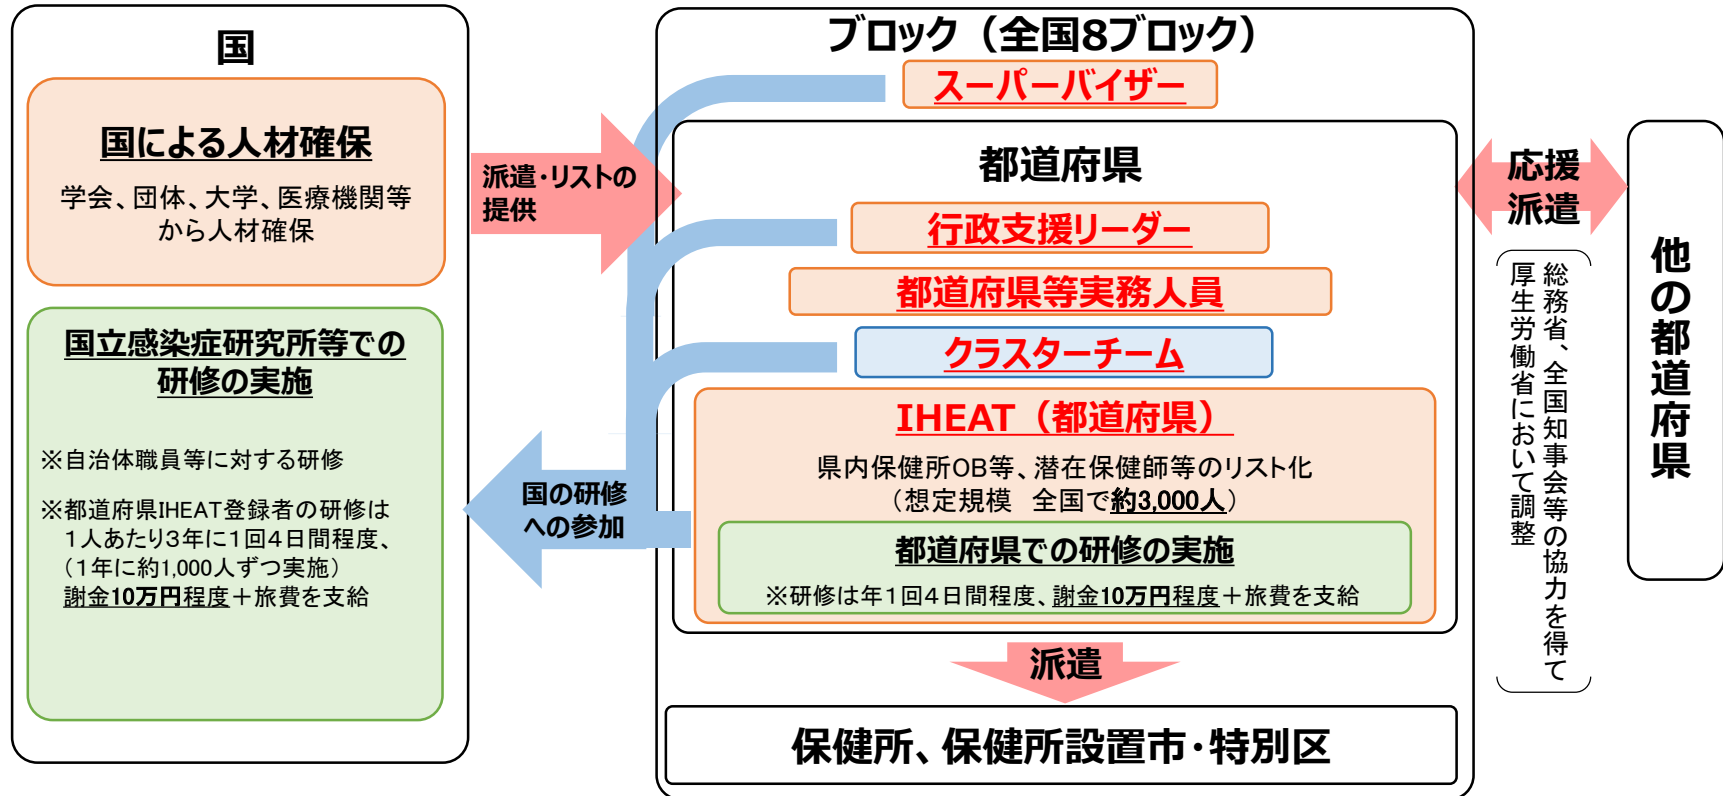 国
国による人材確保
学会、団体、大学、医療機関等
から人材確保
国立感染症研究所等での
研修の実施
※自治体職員等に対する研修
※都道府県IHEAT登録者の研修は
１人あたり３年に１回４日間程度、
（１年に約1,000人ずつ実施）
謝金10万円程度＋旅費を支給
派遣・リストの
提供
国の研修
への参加
ブロック（全国8ブロック）
スーパーバイザー
都道府県
行政支援リーダー
都道府県等実務人員
クラスターチーム
IHEAT（都道府県）
県内保健所OB等、潜在保健師等のリスト化
（想定規模　全国で約3,000人）
都道府県での研修の実施
※研修は年１回４日間程度、謝金10万円程度＋旅費を支給
派遣
保健所、保健所設置市・特別区
応援
派遣
総務省、全国知事会等の協力を得て
厚生労働省において調整
他の都道府県